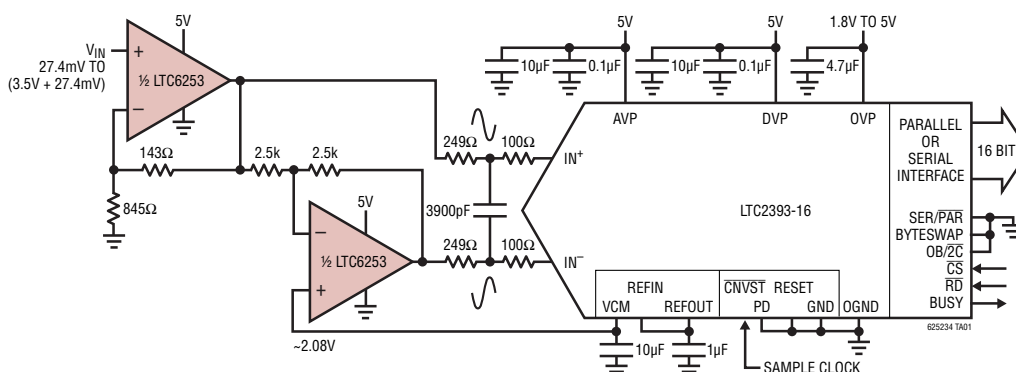 5V
VIN
27.4mV TO
(3.5V + 27.4mV)
+
½ LTC6253
−
143Ω
845Ω
2.5k
2.5k
5V
−
½ LTC6253
+
~2.08V
249Ω
100Ω
3900pF
249Ω
100Ω
5V
10µF
0.1µF
5V
10µF
0.1µF
1.8V TO 5V
4.7µF
AVP
DVP
OVP
IN+
IN−
LTC2393-16
PARALLEL
OR
SERIAL
INTERFACE
16 BIT
SER/PAR
BYTESWAP
OB/2C
CS
RD
BUSY
REFIN
VCM
REFOUT
CNVST
RESET
PD
GND
OGND
10µF
1µF
SAMPLE CLOCK
625234 TA01